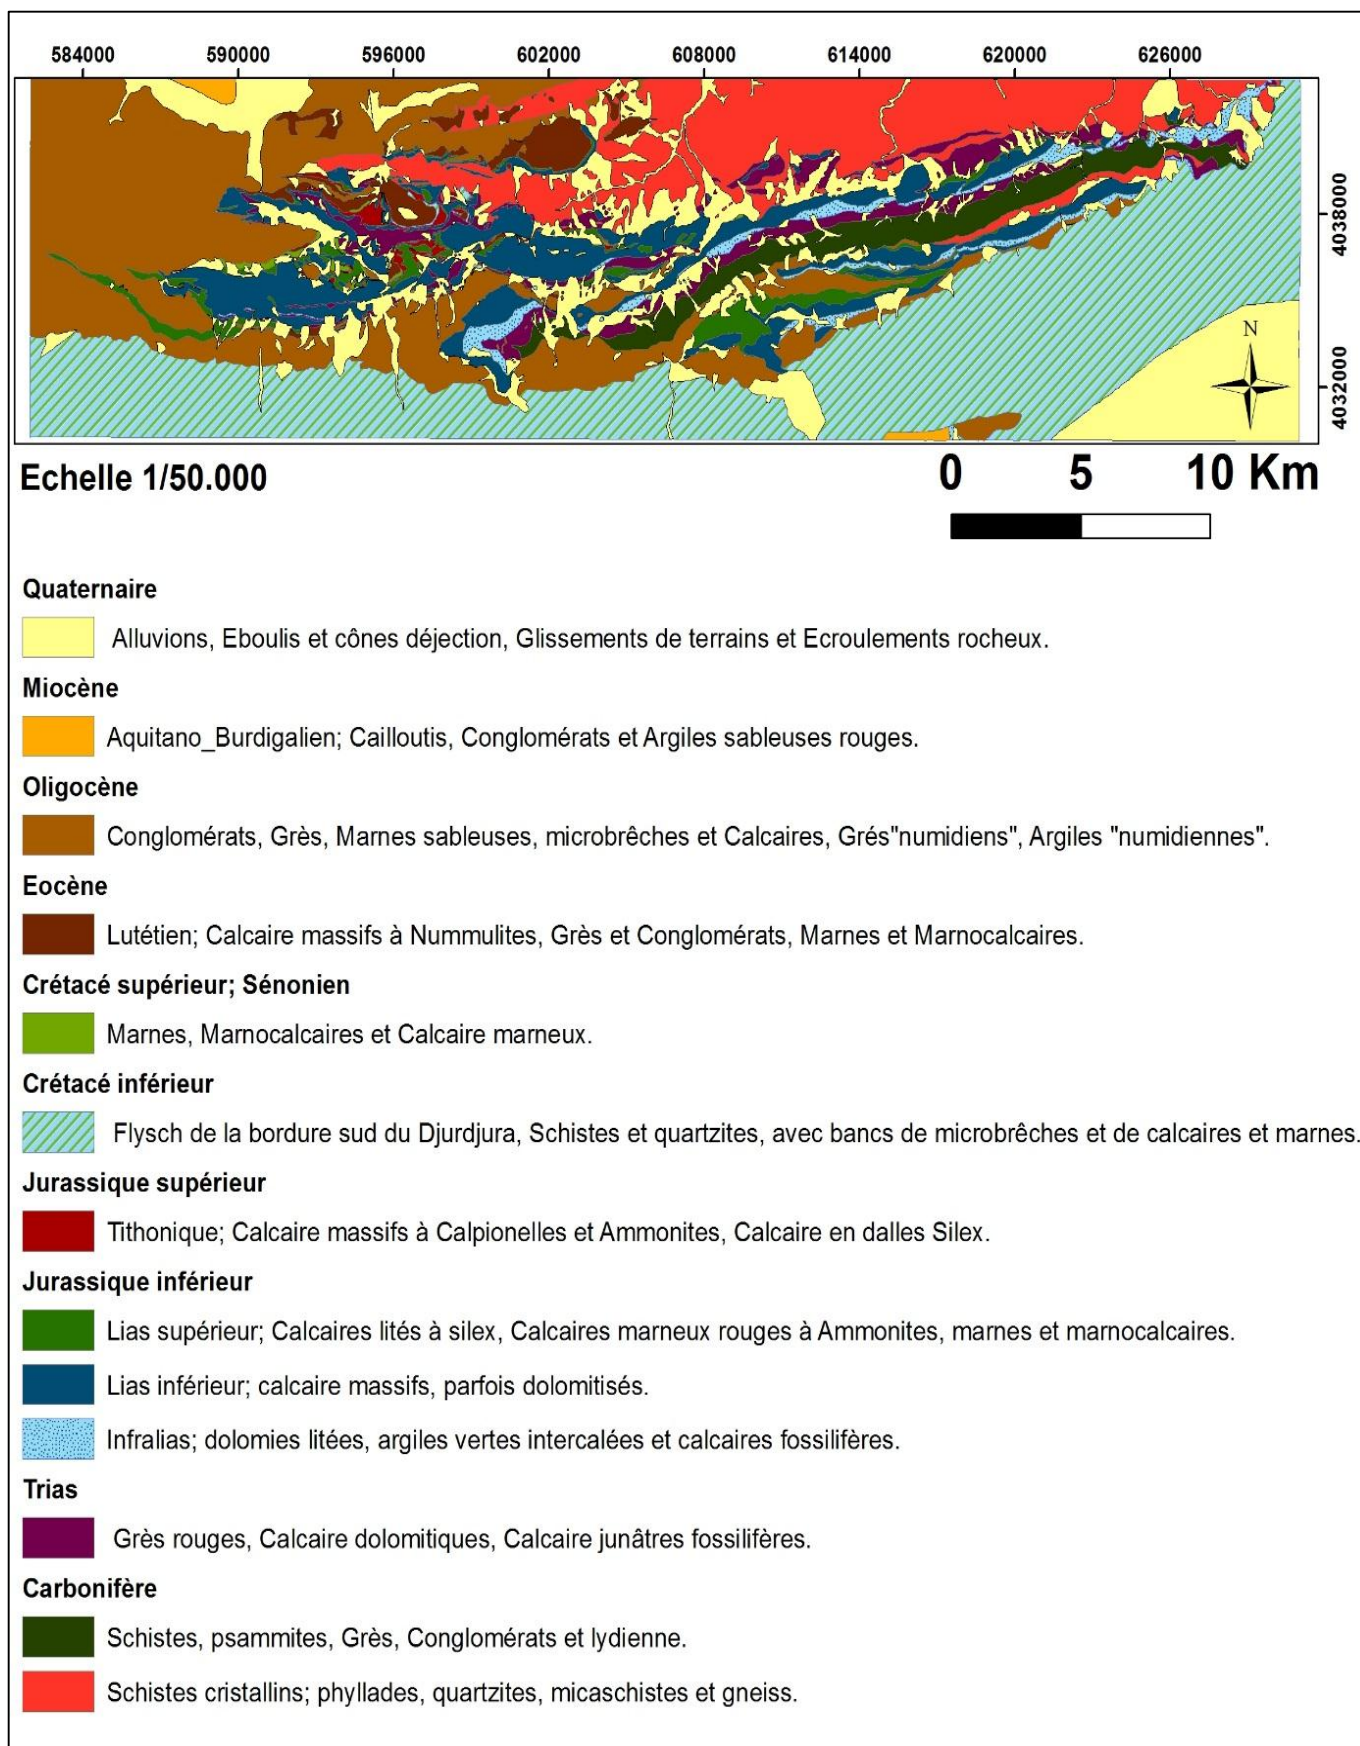 584000 590000 596000 602000 608000 614000 620000 626000
4038000
N
4032000
Echelle 1/50.000
0 5 10 Km
Quaternaire
Alluvions, Eboulis et cônes déjection, Glissements de terrains et Ecroulements rocheux.
Miocène
Aquitano_Burdigalien; Cailloutis, Conglomérats et Argiles sableuses rouges.
Oligocène
Conglomérats, Grès, Marnes sableuses, microbrêches et Calcaires, Grés"numidiens", Argiles "numidiennes".
Eocène
Lutétien; Calcaire massifs à Nummulites, Grès et Conglomérats, Marnes et Marnocalcaires.
Crétacé supérieur; Sénonien
Marnes, Marnocalcaires et Calcaire marneux.
Crétacé inférieur
Flysch de la bordure sud du Djurdjura, Schistes et quartzites, avec bancs de microbrêches et de calcaires et marnes.
Jurassique supérieur
Tithonique; Calcaire massifs à Calpionelles et Ammonites, Calcaire en dalles Silex.
Jurassique inférieur
Lias supérieur; Calcaires lités à silex, Calcaires marneux rouges à Ammonites, marnes et marnocalcaires.
Lias inférieur; calcaire massifs, parfois dolomitisés.
Infralias; dolomies litées, argiles vertes intercalées et calcaires fossilifères.
Trias
Grès rouges, Calcaire dolomitiques, Calcaire junâtres fossilifères.
Carbonifère
Schistes, psammites, Grès, Conglomérats et lydienne.
Schistes cristallins; phyllades, quartzites, micaschistes et gneiss.